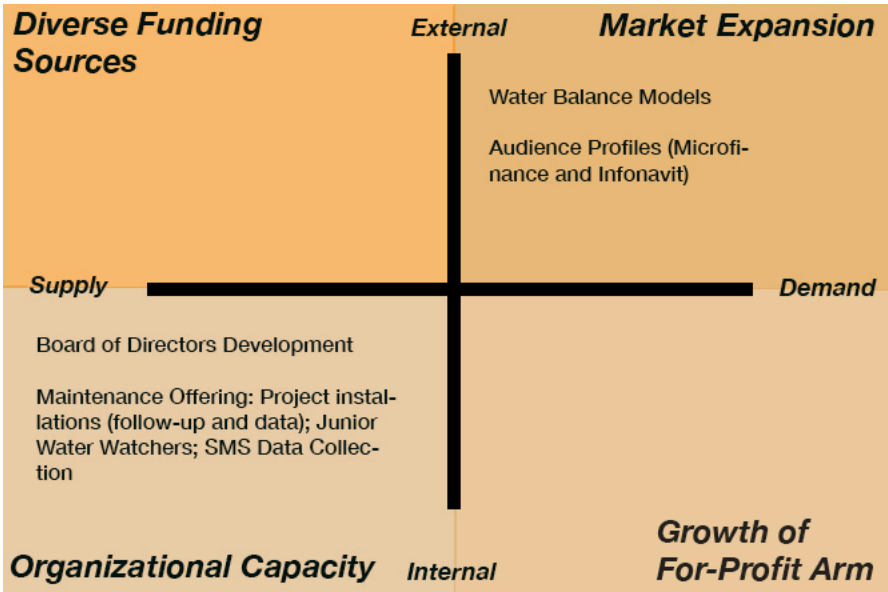 Diverse Funding
Sources
External
Market Expansion
Water Balance Models
Audience Profiles (Microfi-
nance and Infonavit)
Supply
Demand
Board of Directors Development
Maintenance Offering: Project instal-
lations (follow-up and data); Junior
Water Watchers; SMS Data Collec-
tion
Organizational Capacity
Internal
Growth of
For-Profit Arm